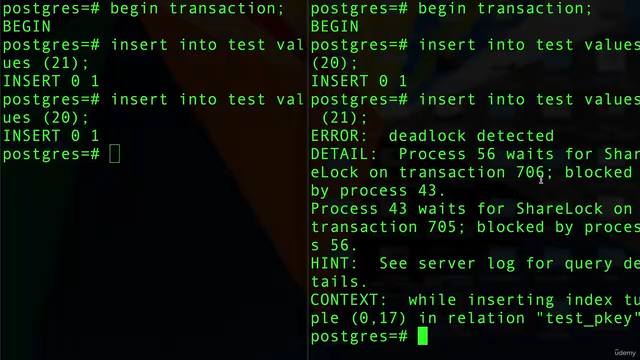 postgres=# begin transaction;
BEGIN
postgres=# insert into test val
ues (21);
INSERT 0 1
postgres=# insert into test val
ues (20);
INSERT 0 1
postgres=#
postgres=# begin transaction;
BEGIN
postgres=# insert into test values
(20);
INSERT 0 1
postgres=# insert into test values
(21);
ERROR:  deadlock detected
DETAIL:  Process 56 waits for Shar
eLock on transaction 706; blocked
by process 43.
Process 43 waits for ShareLock on
transaction 705; blocked by proces
s 56.
HINT:  See server log for query de
tails.
CONTEXT:  while inserting index tu
ple (0,17) in relation "test_pkey"
postgres=#
udemy